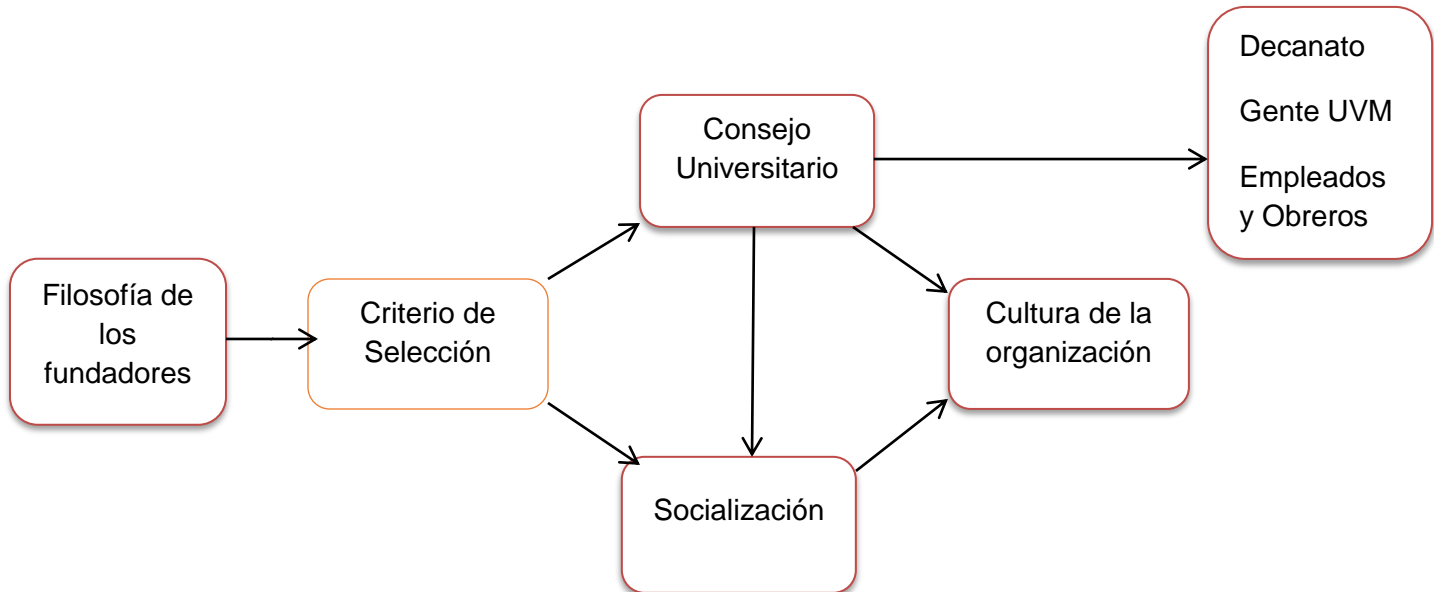 Filosofía de
los
fundadores
Criterio de
Selección
Consejo
Universitario
Socialización
Cultura de la
organización
Decanato
Gente UVM
Empleados
y Obreros